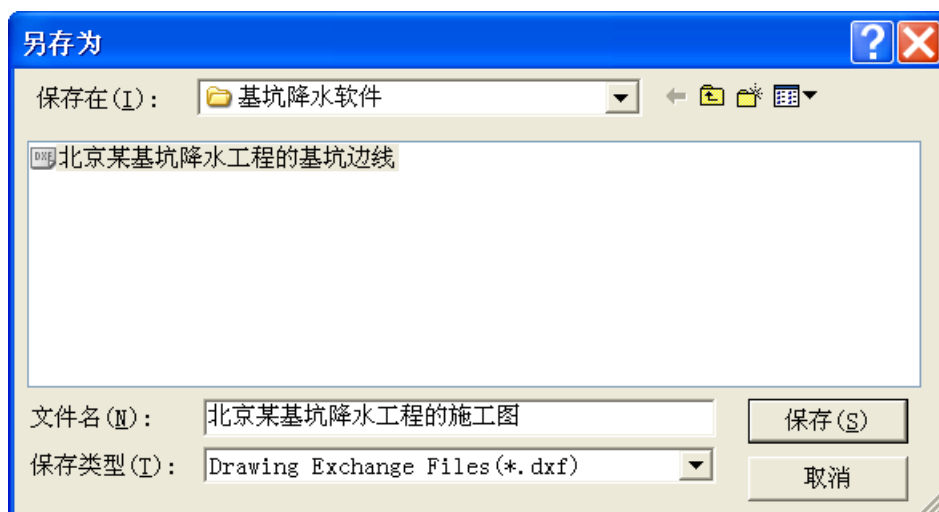 另存为
保存在(I): 基坑降水软件
DXF 北京某基坑降水工程的基坑边线
文件名(N): 北京某基坑降水工程的施工图 保存(S)
保存类型(T): Drawing Exchange Files(*.dxf) 取消